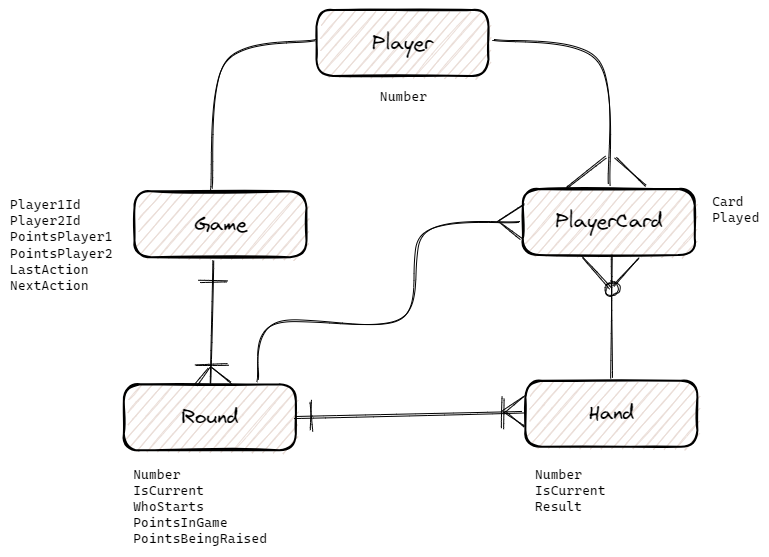 Player
Number
Player1Id
Player2Id
PointsPlayer1
PointsPlayer2
LastAction
NextAction
Game
PlayerCard
Card
Played
Round
Number
IsCurrent
WhoStarts
PointsInGame
PointsBeingRaised
Hand
Number
IsCurrent
Result